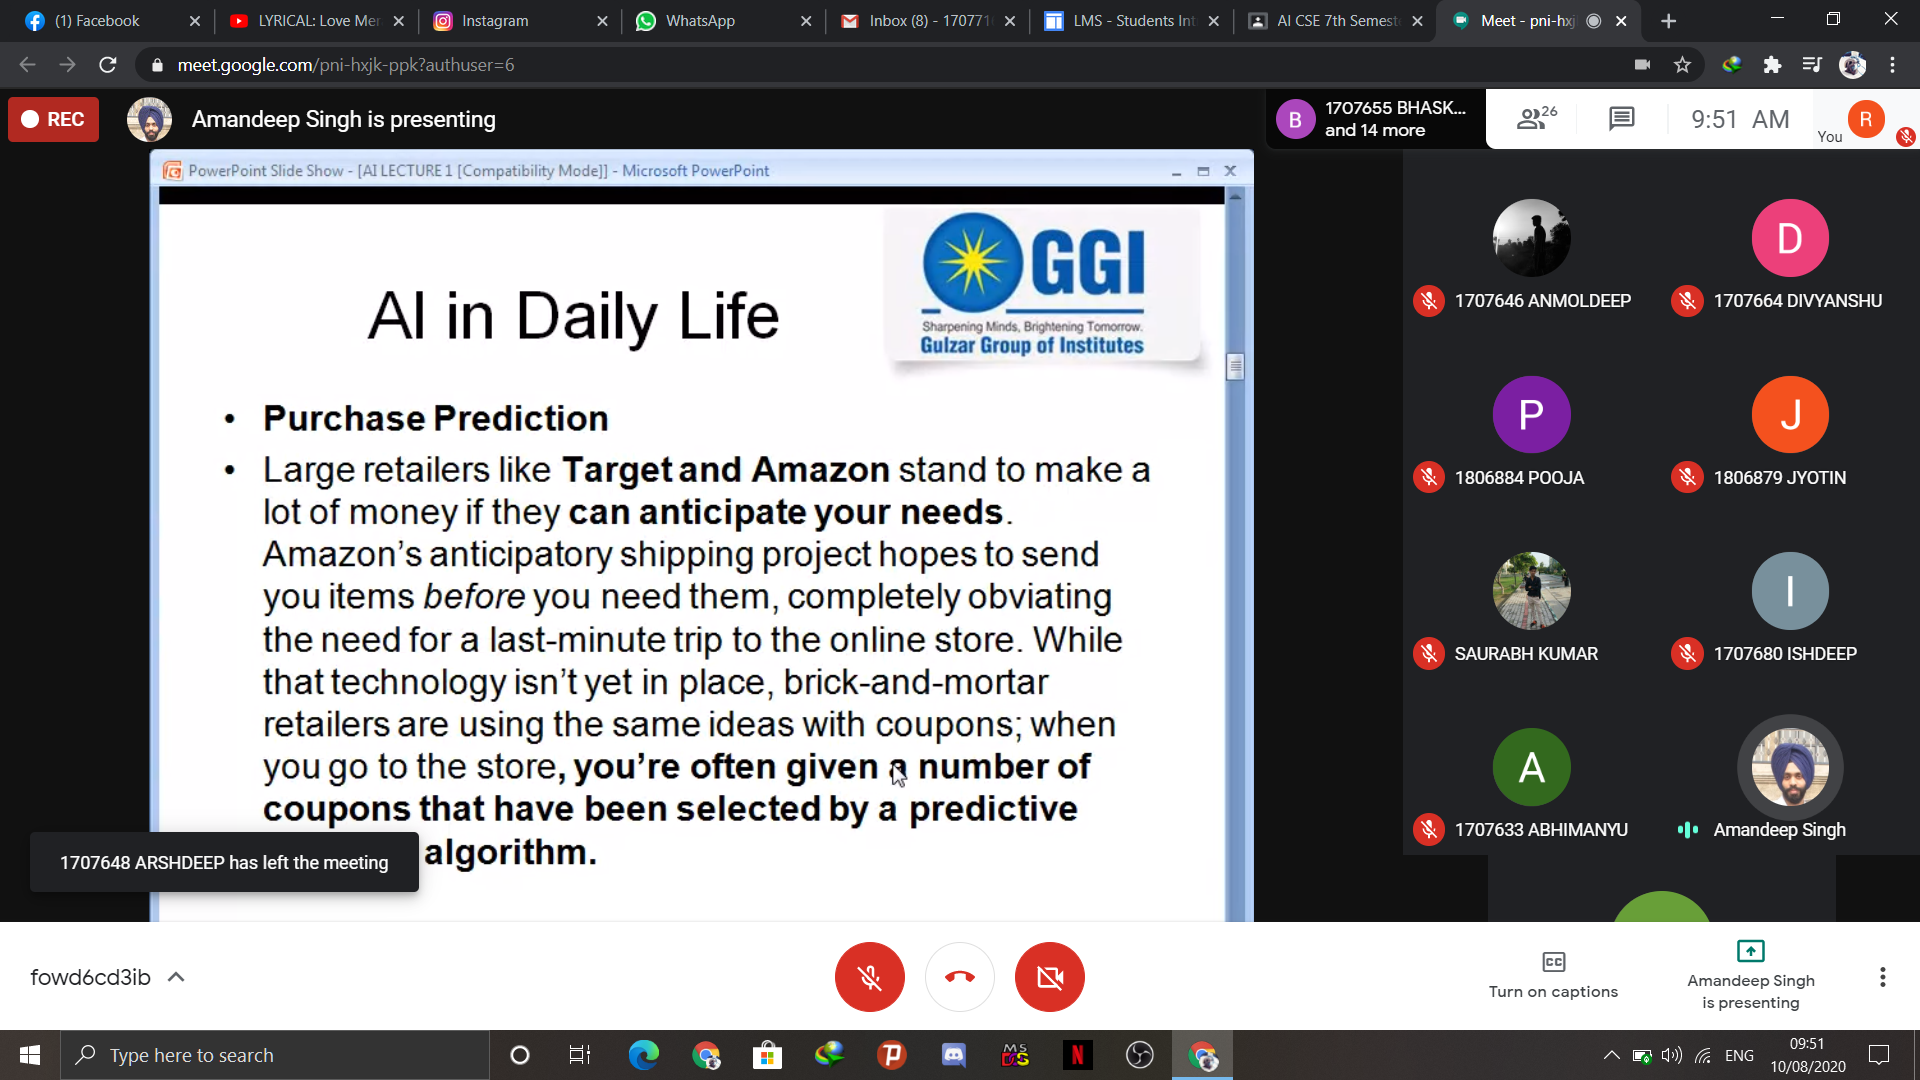 (1) Facebook
LYRICAL: Love Mer
Instagram
WhatsApp
Inbox (8) - 170771
LMS - Students Int
AI CSE 7th Semest
Meet - pni-hxj
meet.google.com/pni-hxjk-ppk?authuser=6
REC
Amandeep Singh is presenting
B
1707655 BHASK...
and 14 more
26
9:51 AM
You
R
PowerPoint Slide Show - [AI LECTURE 1 [Compatibility Mode]] - Microsoft PowerPoint
GGI
Sharpening Minds, Brightening Tomorrow.
Gulzar Group of Institutes
AI in Daily Life
• Purchase Prediction
• Large retailers like Target and Amazon stand to make a
lot of money if they can anticipate your needs.
Amazon’s anticipatory shipping project hopes to send
you items before you need them, completely obviating
the need for a last-minute trip to the online store. While
that technology isn’t yet in place, brick-and-mortar
retailers are using the same ideas with coupons; when
you go to the store, you’re often given a number of
coupons that have been selected by a predictive
algorithm.
1707648 ARSHDEEP has left the meeting
1707646 ANMOLDEEP
D
1707664 DIVYANSHU
P
1806884 POOJA
J
1806879 JYOTIN
SAURABH KUMAR
I
1707680 ISHDEEP
A
1707633 ABHIMANYU
Amandeep Singh
fowd6cd3ib
CC
Turn on captions
Amandeep Singh
is presenting
Type here to search
N
ENG
09:51
10/08/2020